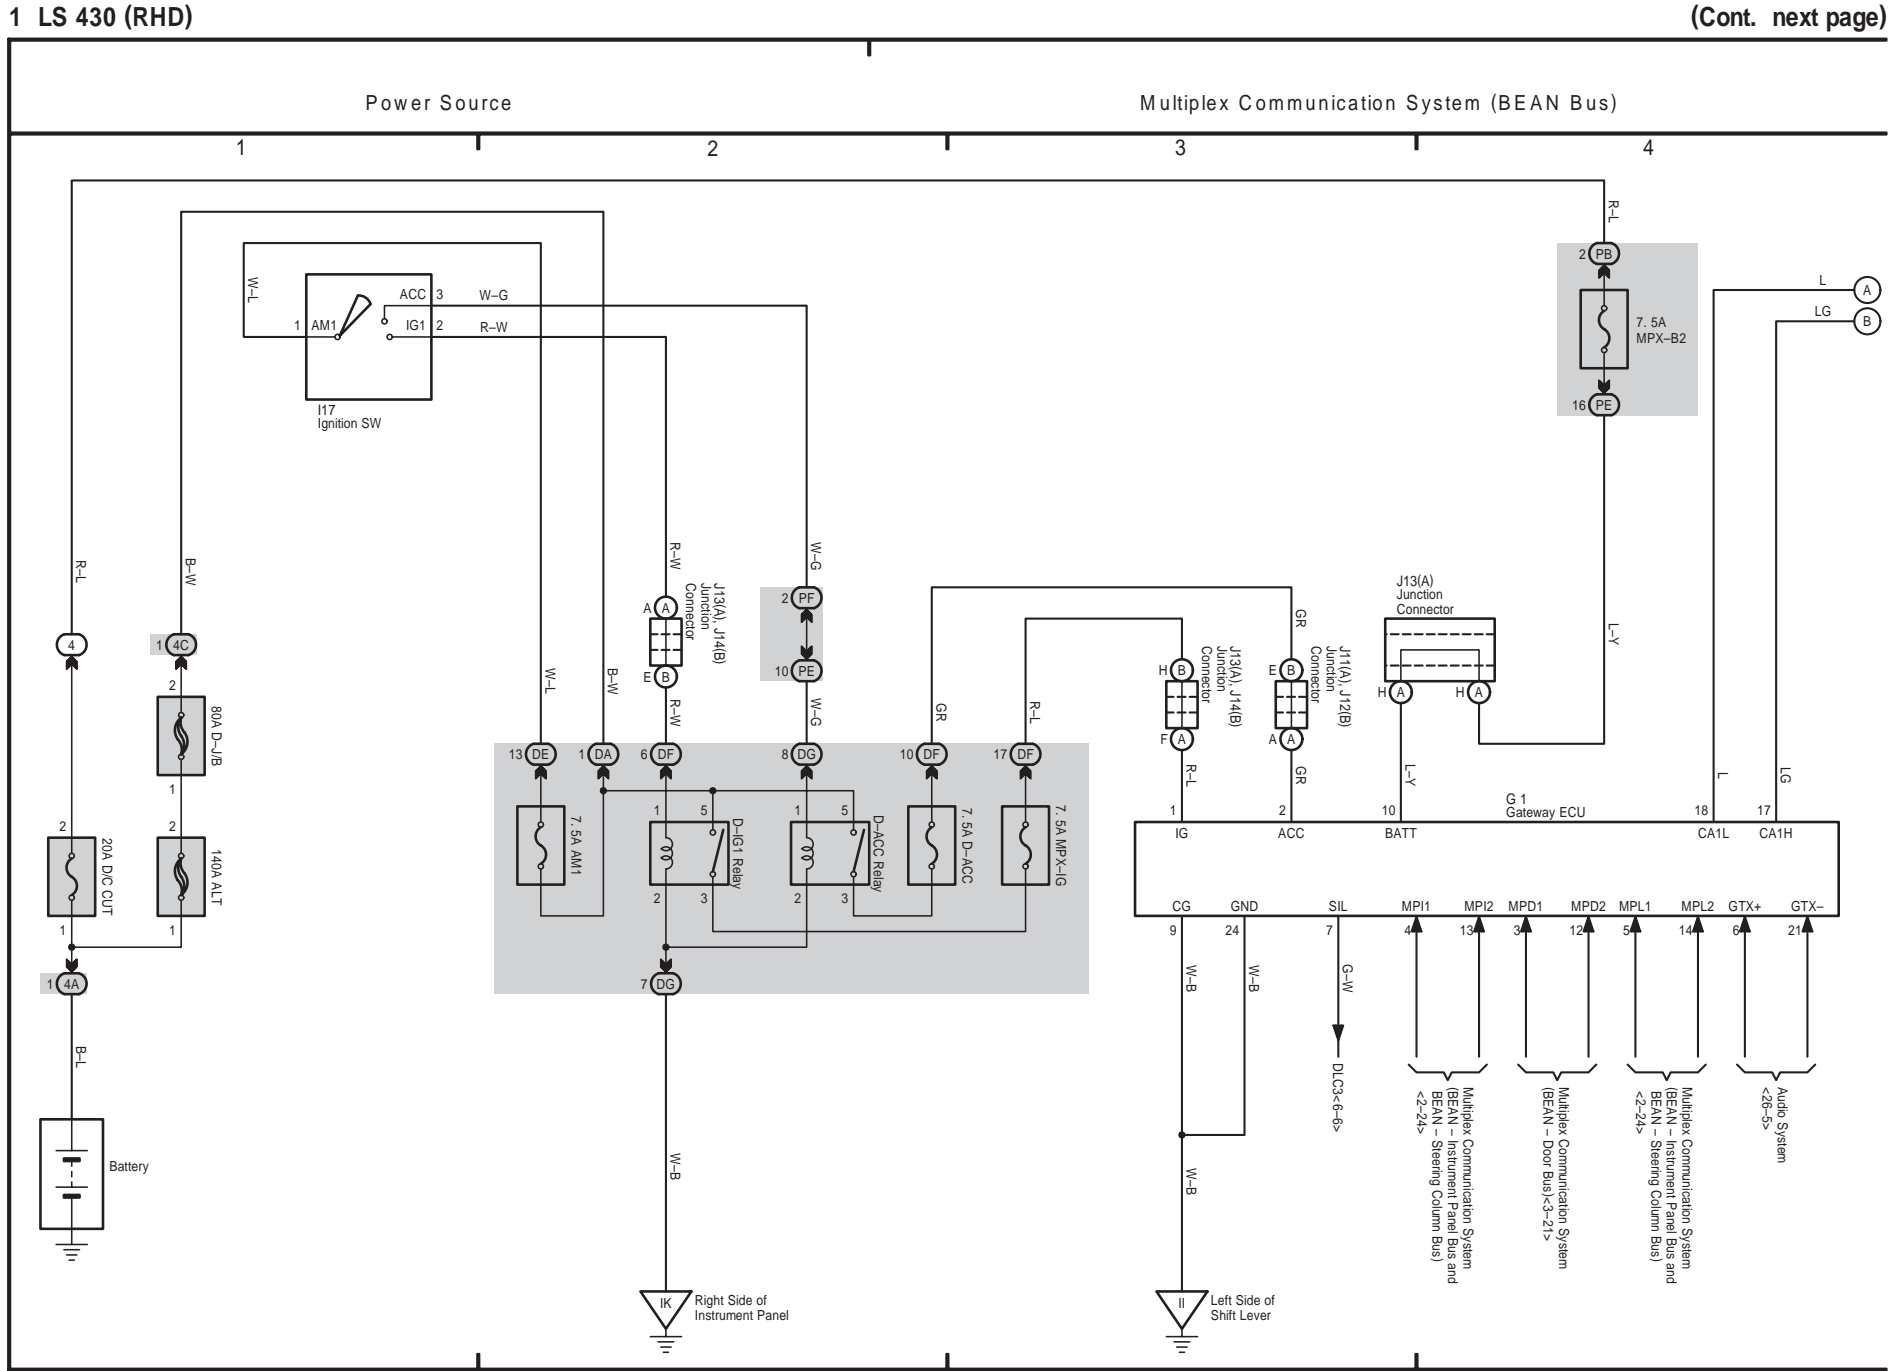 1 LS 430 (RHD)
(Cont. next page)
Power Source
Multiplex Communication System (BEAN Bus)
1
2
3
4
R–L
2 PB
7. 5A
MPX–B2
16 PE
L A
LG B
W–L
ACC 3 W–G
1 AM1
IG1 2 R–W
I17
Ignition SW
R–L
B–W
R–W
W–G
4
1 4C
A A
J13(A), J14(B)
Junction
Connector
E B
2 PF
10 PE
W–L
B–W
R–W
W–G
GR
R–L
GR
H B
J13(A), J14(B)
Junction
Connector
F A
E B
J11(A), J12(B)
Junction
Connector
A A
J13(A)
Junction
Connector
H A
H A
L–Y
R–L
GR
L–Y
L
LG
2
80A D–J/B
1
2
20A D/C CUT
1
2
140A ALT
1
1 4A
B–L
Battery
13 DE
1 DA
6 DF
8 DG
10 DF
17 DF
7. 5A AM1
1
5
D–IG1 Relay
2
3
1
5
D–ACC Relay
2
3
7. 5A D–ACC
7. 5A MPX–IG
7 DG
W–B
IK
Right Side of
Instrument Panel
1
2
10
G 1
Gateway ECU
18
17
IG
ACC
BATT
CA1L
CA1H
CG
GND
SIL
MPI1
MPI2
MPD1
MPD2
MPL1
MPL2
GTX+
GTX–
9
24
7
4
13
3
12
5
14
6
21
W–B
W–B
G–W
DLC3<6–6>
Multiplex Communication System
(BEAN – Instrument Panel Bus and
BEAN – Steering Column Bus)
<2–24>
Multiplex Communication System
(BEAN – Door Bus)<3–21>
Multiplex Communication System
(BEAN – Instrument Panel Bus and
BEAN – Steering Column Bus)
<2–24>
Audio System
<26–5>
W–B
II
Left Side of
Shift Lever